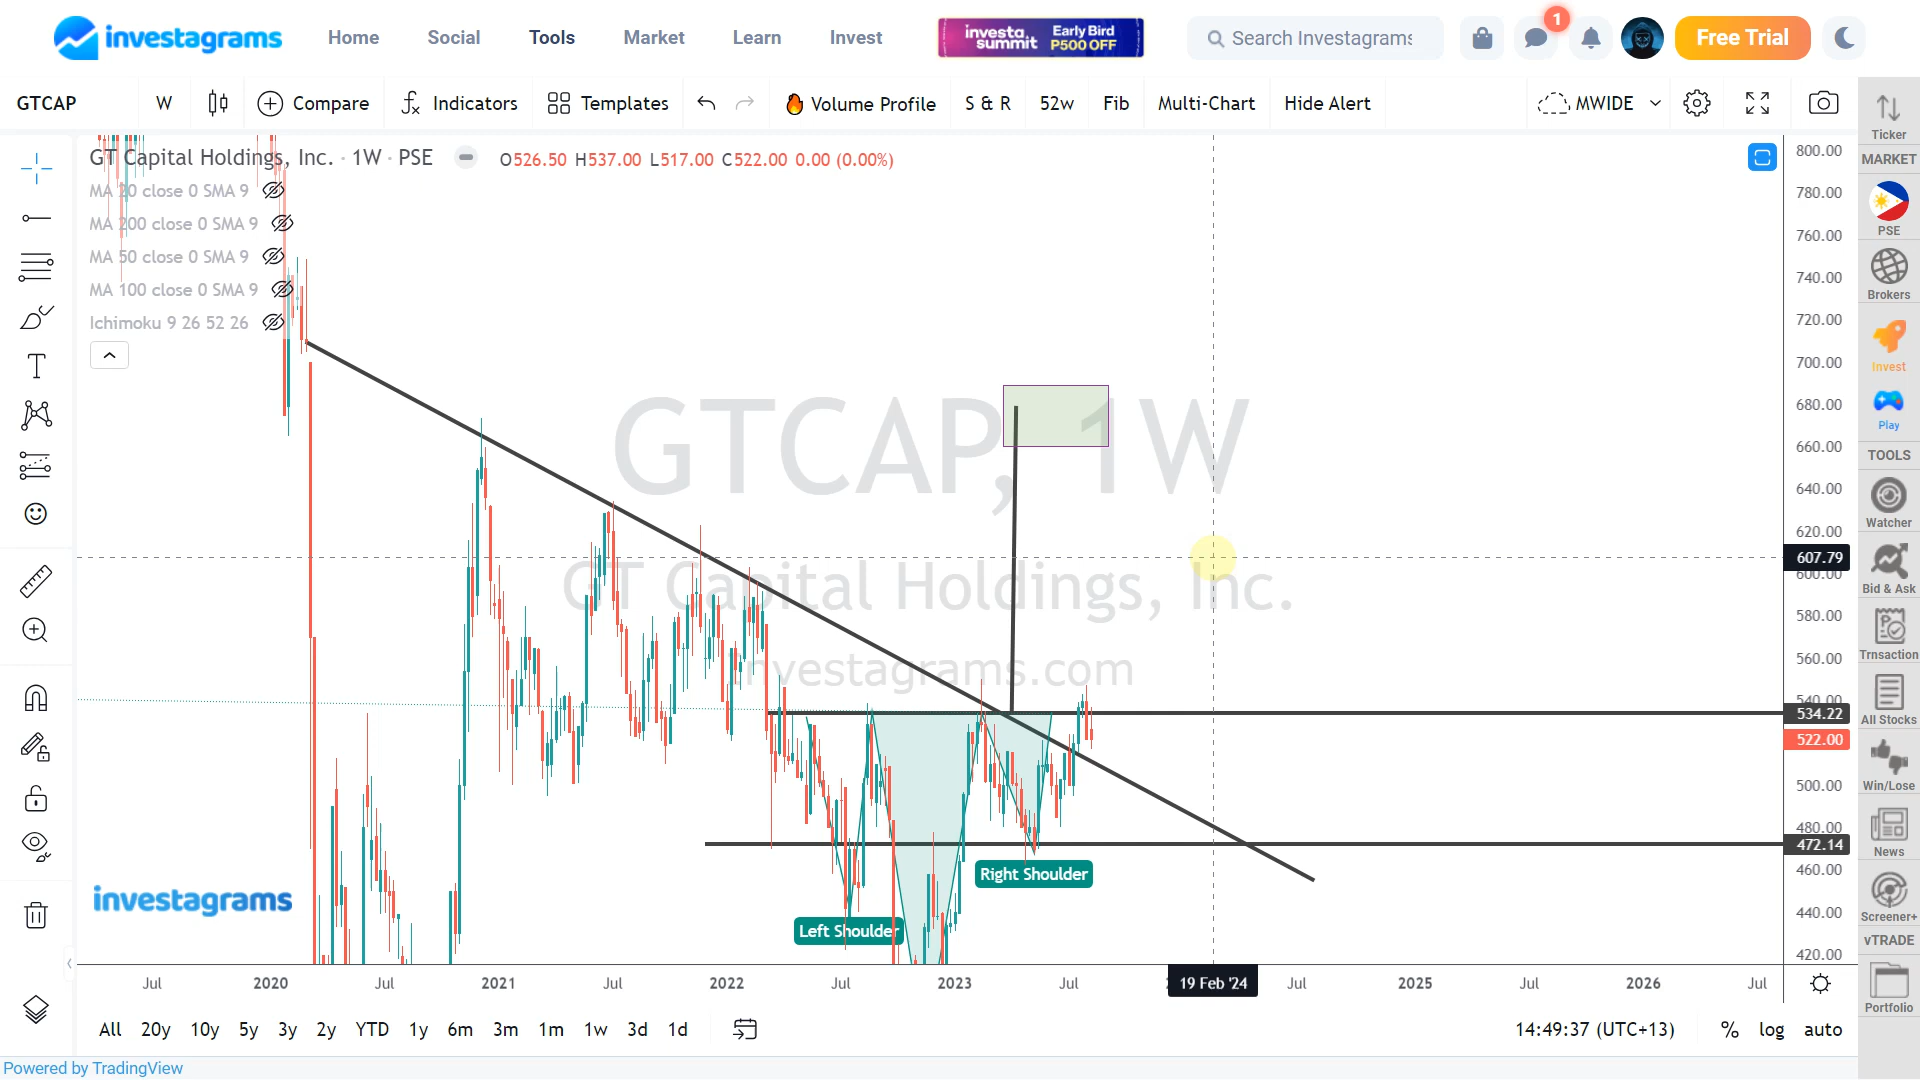 investagrams
Home
Social
Tools
Market
Learn
Invest
investa summit
Early Bird
P500 OFF
Search Investagrams
1
Free Trial
GTCAP
W
Compare
Indicators
Templates
Volume Profile
S & R
52w
Fib
Multi-Chart
Hide Alert
MWIDE
GT Capital Holdings, Inc. · 1W · PSE
O526.50 H537.00 L517.00 C522.00 0.00 (0.00%)
MA 20 close 0 SMA 9
MA 200 close 0 SMA 9
MA 50 close 0 SMA 9
MA 100 close 0 SMA 9
Ichimoku 9 26 52 26
GTCAP, 1W
GT Capital Holdings, Inc.
investagrams.com
Left Shoulder
Right Shoulder
investagrams
800.00
780.00
760.00
740.00
720.00
700.00
680.00
660.00
640.00
620.00
607.79
600.00
580.00
560.00
540.00
534.22
522.00
500.00
480.00
472.14
460.00
440.00
420.00
Jul
2020
Jul
2021
Jul
2022
Jul
2023
Jul
19 Feb '24
Jul
2025
Jul
2026
Jul
All
20y
10y
5y
3y
2y
YTD
1y
6m
3m
1m
1w
3d
1d
14:49:37 (UTC+13)
%
log
auto
Powered by TradingView
Ticker
MARKET
PSE
Brokers
Invest
Play
TOOLS
Watcher
Bid & Ask
Trnsaction
All Stocks
Win/Lose
News
Screener+
vTRADE
Portfolio